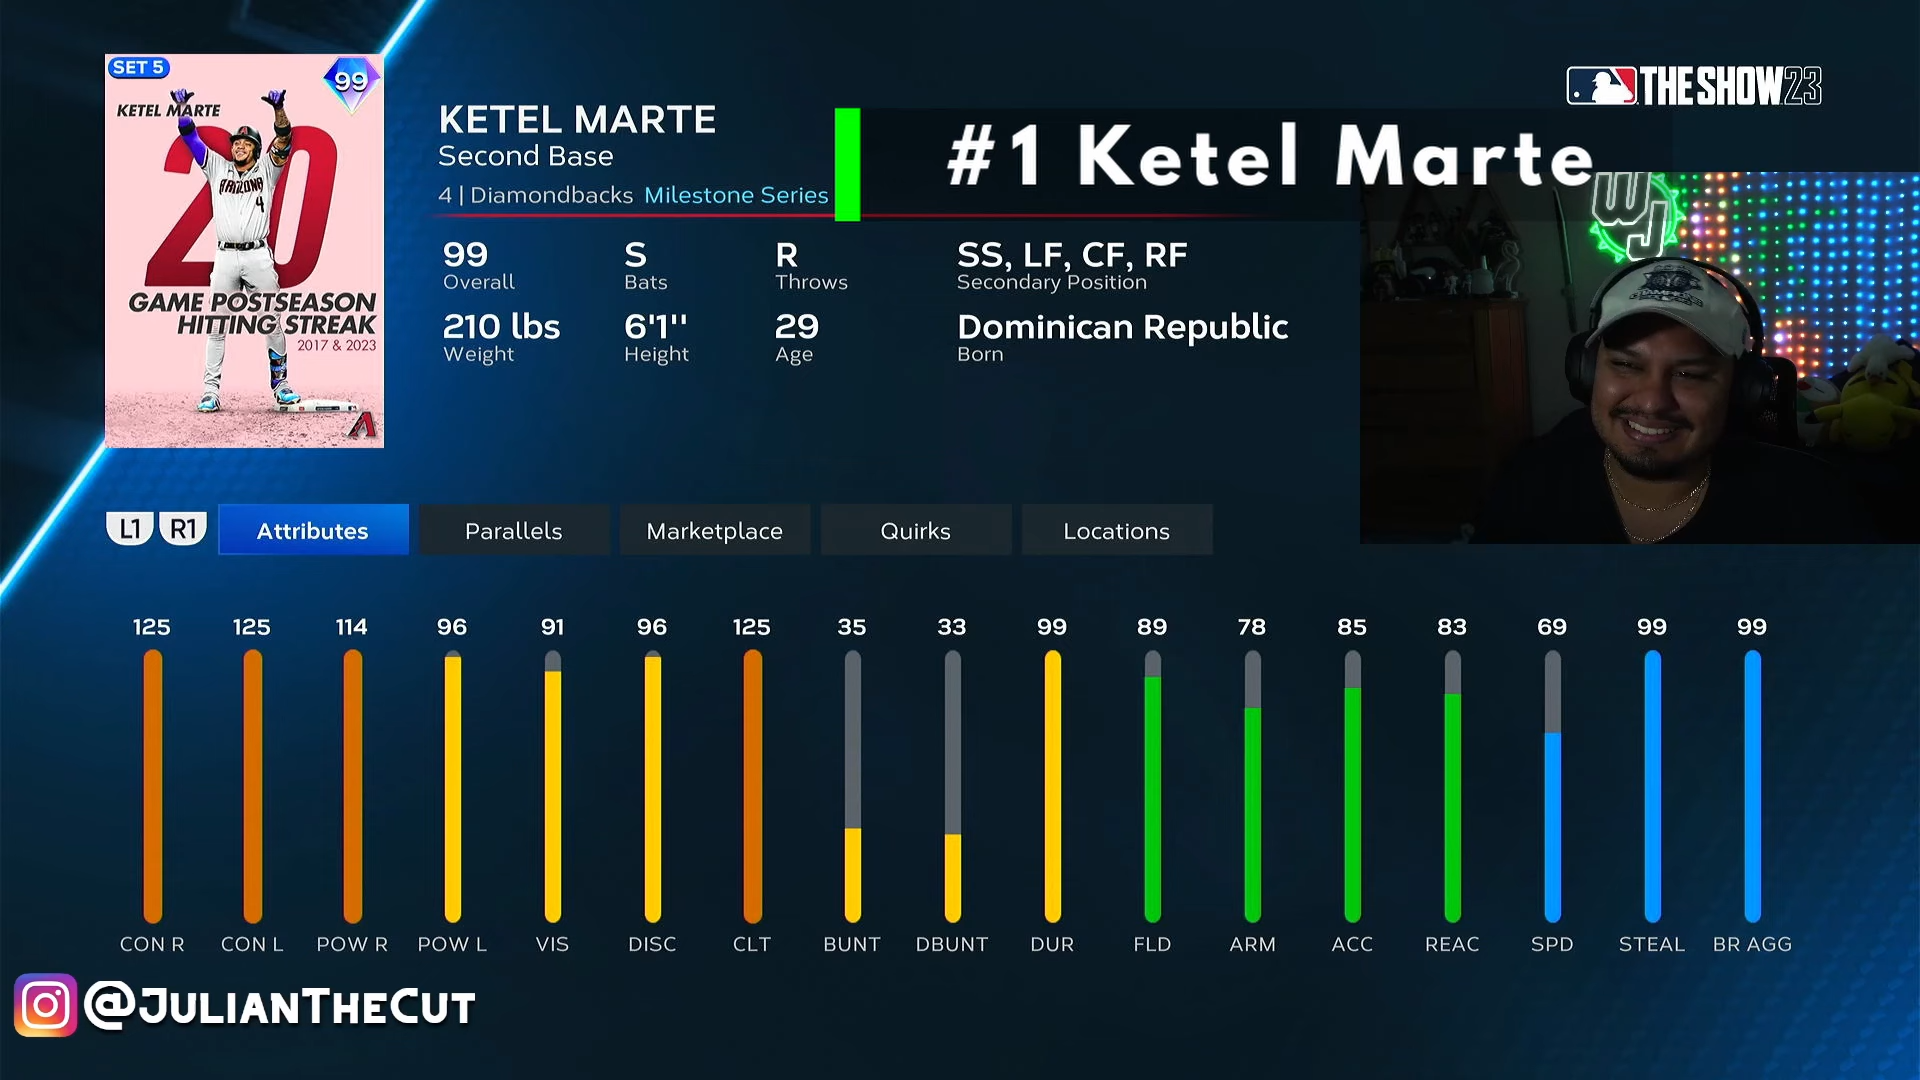 SET 5
99
KETEL MARTE
20
GAME POSTSEASON
HITTING STREAK
2017 & 2023
KETEL MARTE
Second Base
4 | Diamondbacks Milestone Series
#1 Ketel Marte
THE SHOW 23
WJ
99 S R SS, LF, CF, RF
Overall Bats Throws Secondary Position
210 lbs 6'1'' 29 Dominican Republic
Weight Height Age Born
L1 R1 Attributes Parallels Marketplace Quirks Locations
125 125 114 96 91 96 125 35 33 99 89 78 85 83 69 99 99
CON R CON L POW R POW L VIS DISC CLT BUNT DBUNT DUR FLD ARM ACC REAC SPD STEAL BR AGG
@JULIANTHECUT